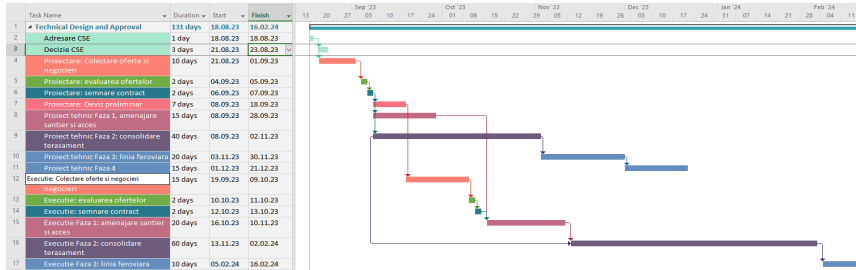 Sep '23 Oct '23 Nov '23 Dec '23 Jan '24 Feb '24
Task Name Duration Start Finish 13 20 27 03 10 17 24 01 08 15 22 29 05 12 19 26 03 10 17 24 31 07 14 21 28 04 11
1 Technical Design and Approval 131 days 18.08.23 16.02.24
2 Adresare CSE 1 day 18.08.23 18.08.23
3 Decizie CSE 3 days 21.08.23 23.08.23
4 Proiectare: Colectare oferte si 10 days 21.08.23 01.09.23
negocieri
5 Proiectare: evaluarea ofertelor 2 days 04.09.23 05.09.23
6 Proiectare: semnare contract 2 days 06.09.23 07.09.23
7 Proiectare: Deviz preliminar 7 days 08.09.23 18.09.23
8 Proiect tehnic Faza 1, amenajare 15 days 08.09.23 28.09.23
santier si acces
9 Proiect tehnic Faza 2: consolidare 40 days 08.09.23 02.11.23
terasament
10 Proiect tehnic Faza 3: linia feroviara 20 days 03.11.23 30.11.23
11 Proiect tehnic Faza 4 15 days 01.12.23 21.12.23
12 Executie: Colectare oferte si negocieri 15 days 19.09.23 09.10.23
negocieri
13 Executie: evaluarea ofertelor 2 days 10.10.23 11.10.23
14 Executie: semnare contract 2 days 12.10.23 13.10.23
15 Executie Faza 1: amenajare santier 20 days 16.10.23 10.11.23
si acces
16 Executie Faza 2: consolidare 60 days 13.11.23 02.02.24
terasament
17 Executie Faza 3: linia feroviara 10 days 05.02.24 16.02.24